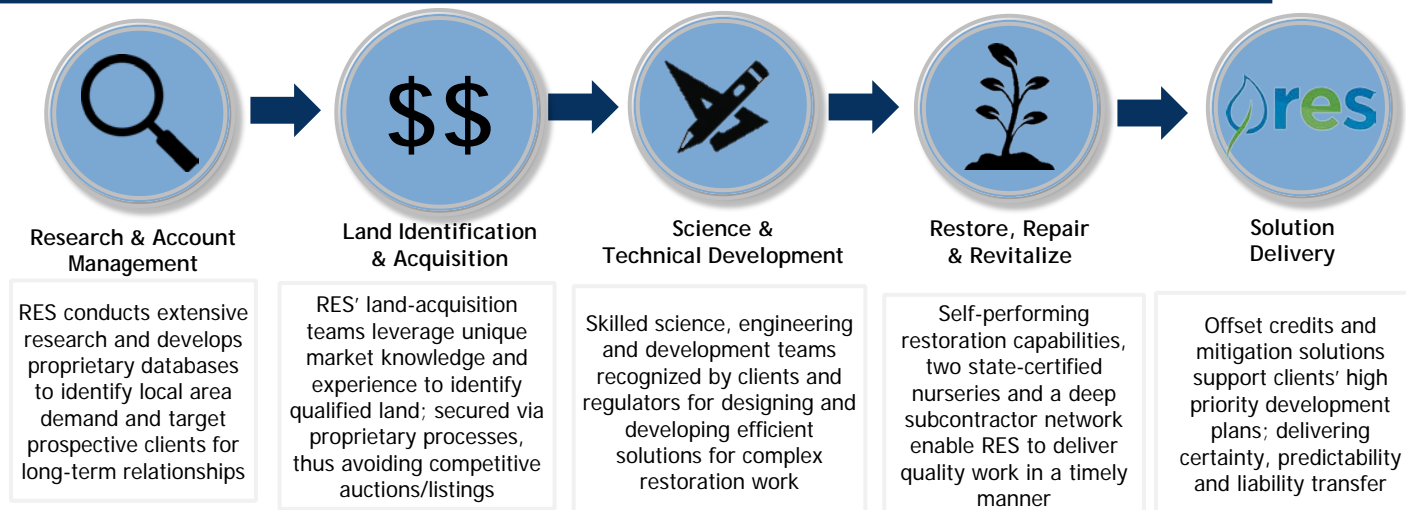 $$
res
Research & Account
Management
Land Identification
& Acquisition
Science &
Technical Development
Restore, Repair
& Revitalize
Solution
Delivery
RES conducts extensive
research and develops
proprietary databases
to identify local area
demand and target
prospective clients for
long-term relationships
RES’ land-acquisition
teams leverage unique
market knowledge and
experience to identify
qualified land; secured via
proprietary processes,
thus avoiding competitive
auctions/listings
Skilled science, engineering
and development teams
recognized by clients and
regulators for designing and
developing efficient
solutions for complex
restoration work
Self-performing
restoration capabilities,
two state-certified
nurseries and a deep
subcontractor network
enable RES to deliver
quality work in a timely
manner
Offset credits and
mitigation solutions
support clients’ high
priority development
plans; delivering
certainty, predictability
and liability transfer